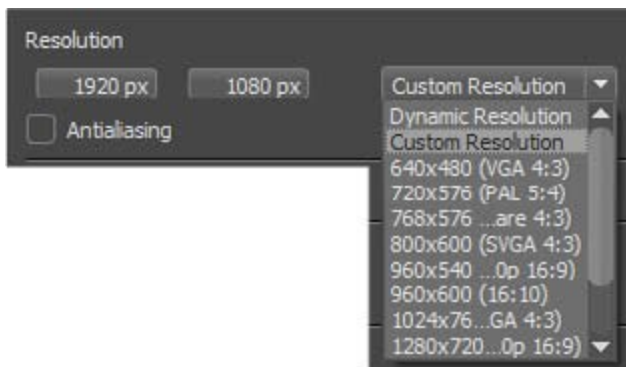 Resolution
1920 px 1080 px Custom Resolution
Antialiasing
Dynamic Resolution
Custom Resolution
640x480 (VGA 4:3)
720x576 (PAL 5:4)
768x576 ...are 4:3)
800x600 (SVGA 4:3)
960x540 ...0p 16:9)
960x600 (16:10)
1024x76...GA 4:3)
1280x720...0p 16:9)